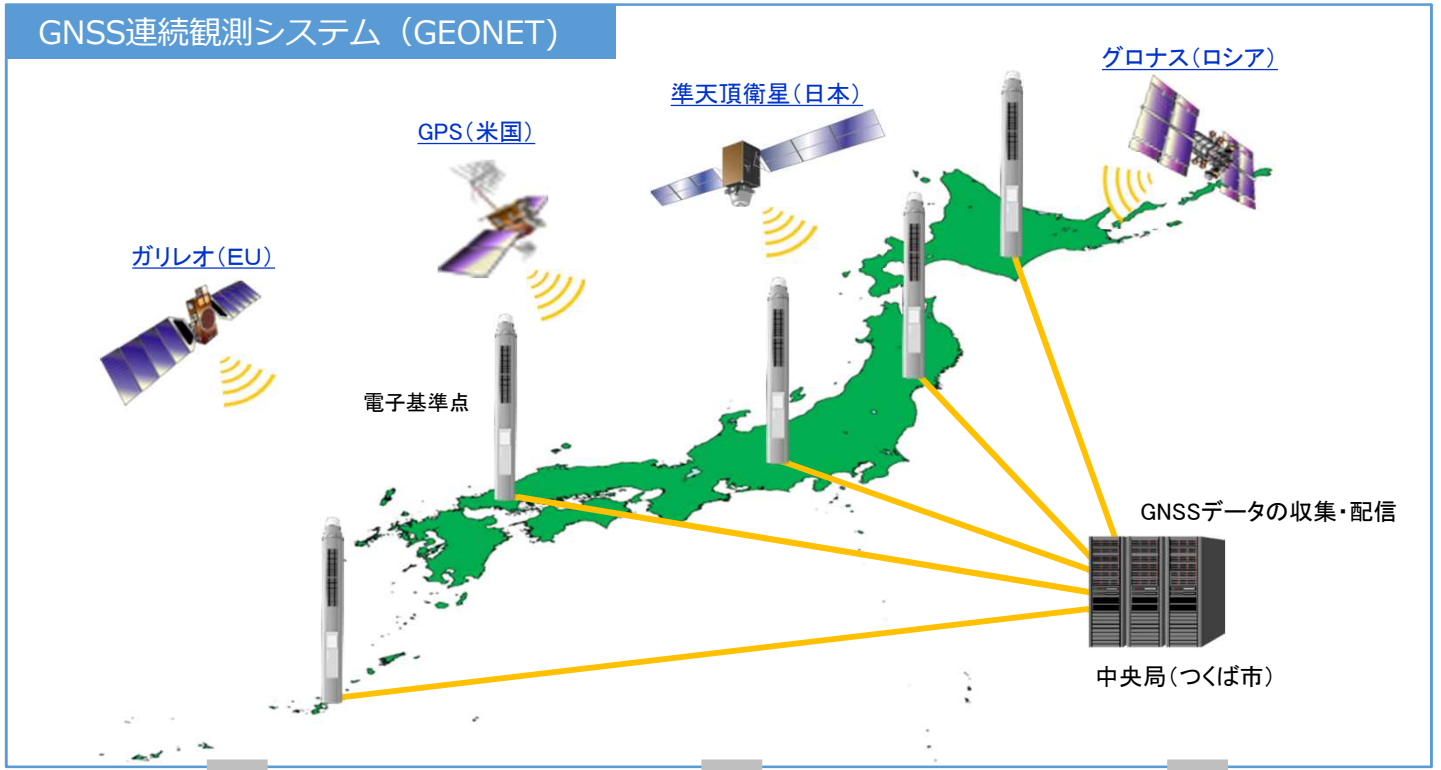 GNSS連続観測システム（GEONET)
グロナス（ロシア）
準天頂衛星（日本）
GPS（米国）
ガリレオ（EU）
電子基準点
GNSSデータの収集・配信
中央局（つくば市）